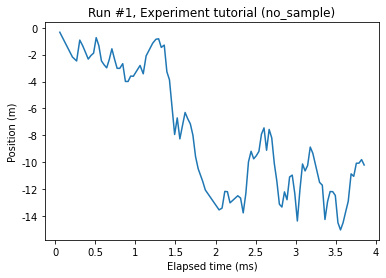 Run #1, Experiment tutorial (no_sample)
0
-2
-4
-6
-8
-10
-12
-14
Position (m)
0 0.5 1 1.5 2 2.5 3 3.5 4
Elapsed time (ms)